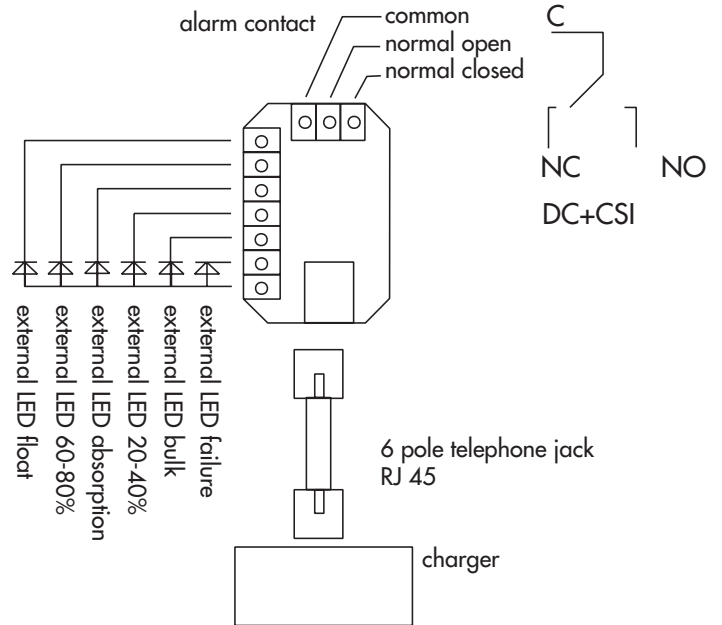 alarm contact
common
normal open
normal closed
C
NC
NO
DC+CSI
external LED float
external LED 60-80%
external LED absorption
external LED 20-40%
external LED bulk
external LED failure
6 pole telephone jack
RJ 45
charger